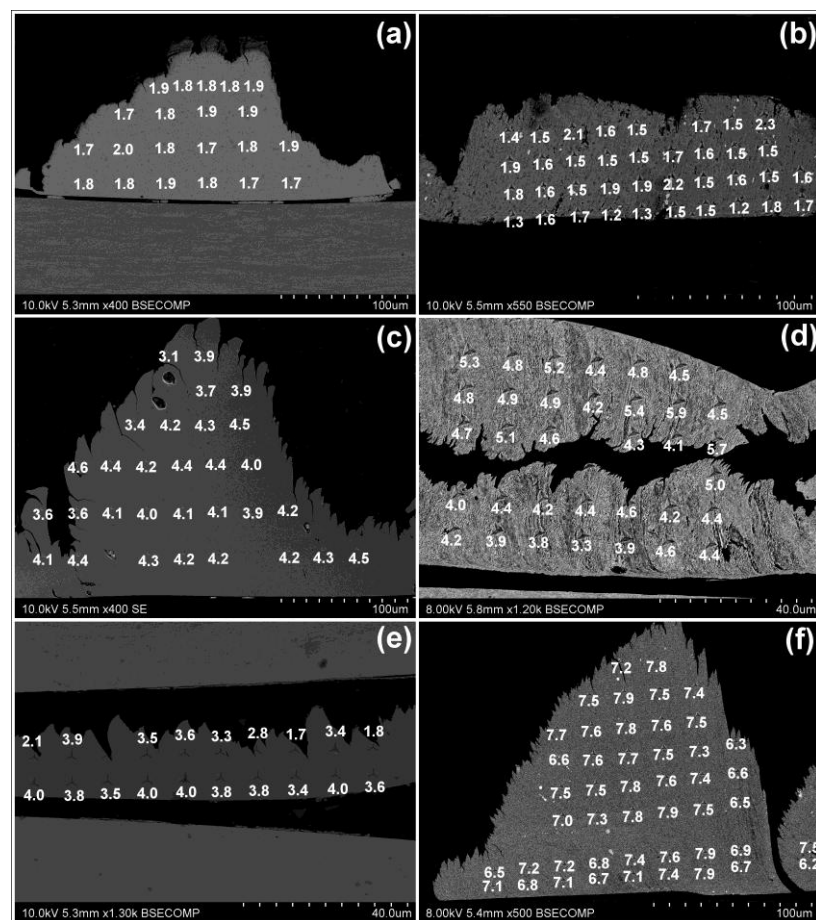 (a)
1.9 1.8 1.8 1.8 1.9
1.7 1.8 1.9 1.9
1.7 2.0 1.8 1.7 1.8 1.9
1.8 1.8 1.9 1.8 1.7 1.7
10.0kV 5.3mm x400 BSECOMP 100um
(b)
1.4 1.5 2.1 1.6 1.5 1.7 1.5 2.3
1.9 1.6 1.5 1.5 1.5 1.7 1.6 1.5 1.5
1.8 1.6 1.5 1.9 1.9 2.2 1.5 1.6 1.5 1.6
1.3 1.6 1.7 1.2 1.3 1.5 1.5 1.2 1.8 1.7
10.0kV 5.5mm x550 BSECOMP 100um
(c)
3.1 3.9
3.7 3.9
3.4 4.2 4.3 4.5
4.6 4.4 4.2 4.4 4.4 4.0
3.6 3.6 4.1 4.0 4.1 4.1 3.9 4.2
4.1 4.4 4.3 4.2 4.2 4.2 4.3 4.5
10.0kV 5.5mm x400 SE 100um
(d)
5.3 4.8 5.2 4.4 4.8 4.5
4.8 4.9 4.9 4.2 5.4 5.9 4.5
4.7 5.1 4.6 4.3 4.1 5.7
5.0
4.0 4.4 4.2 4.4 4.6 4.2 4.4
4.2 3.9 3.8 3.3 3.9 4.6 4.4
8.00kV 5.8mm x1.20k BSECOMP 40.0um
(e)
2.1 3.9 3.5 3.6 3.3 2.8 1.7 3.4 1.8
4.0 3.8 3.5 4.0 4.0 3.8 3.8 3.4 4.0 3.6
10.0kV 5.3mm x1.30k BSECOMP 40.0um
(f)
7.2 7.8
7.5 7.9 7.5 7.4
7.7 7.6 7.8 7.6 7.5 6.3
6.6 7.6 7.7 7.5 7.3
7.5 7.5 7.8 7.6 7.4 6.6
7.0 7.3 7.8 7.9 7.5 6.5
6.5 7.2 7.2 6.8 7.4 7.6 7.9 6.9 7.5
7.1 6.8 7.1 6.7 7.1 7.4 7.9 6.7 6.2
8.00kV 5.4mm x500 BSECOMP 100um